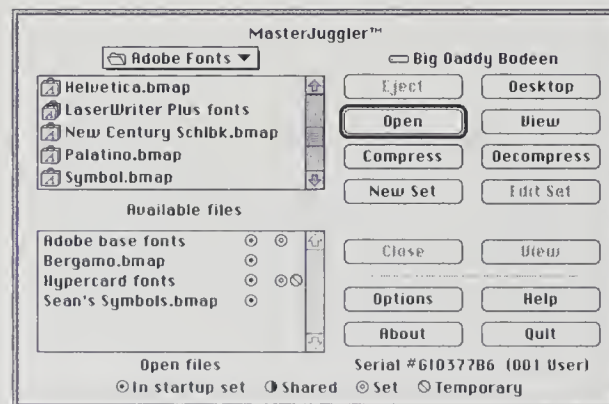 MasterJuggler™
Adobe Fonts
Big Daddy Bodeen
Helvetica.bmap
LaserWriter Plus fonts
New Century Schlbk.bmap
Palatino.bmap
Symbol.bmap
Available files
Eject
Desktop
Open
View
Compress
Decompress
New Set
Edit Set
Adobe base fonts
Bergamo.bmap
Hypercard fonts
Sean's Symbols.bmap
Open files
Close
View
Options
Help
About
Quit
Serial #G10377B6 (001 User)
In startup set Shared Set Temporary